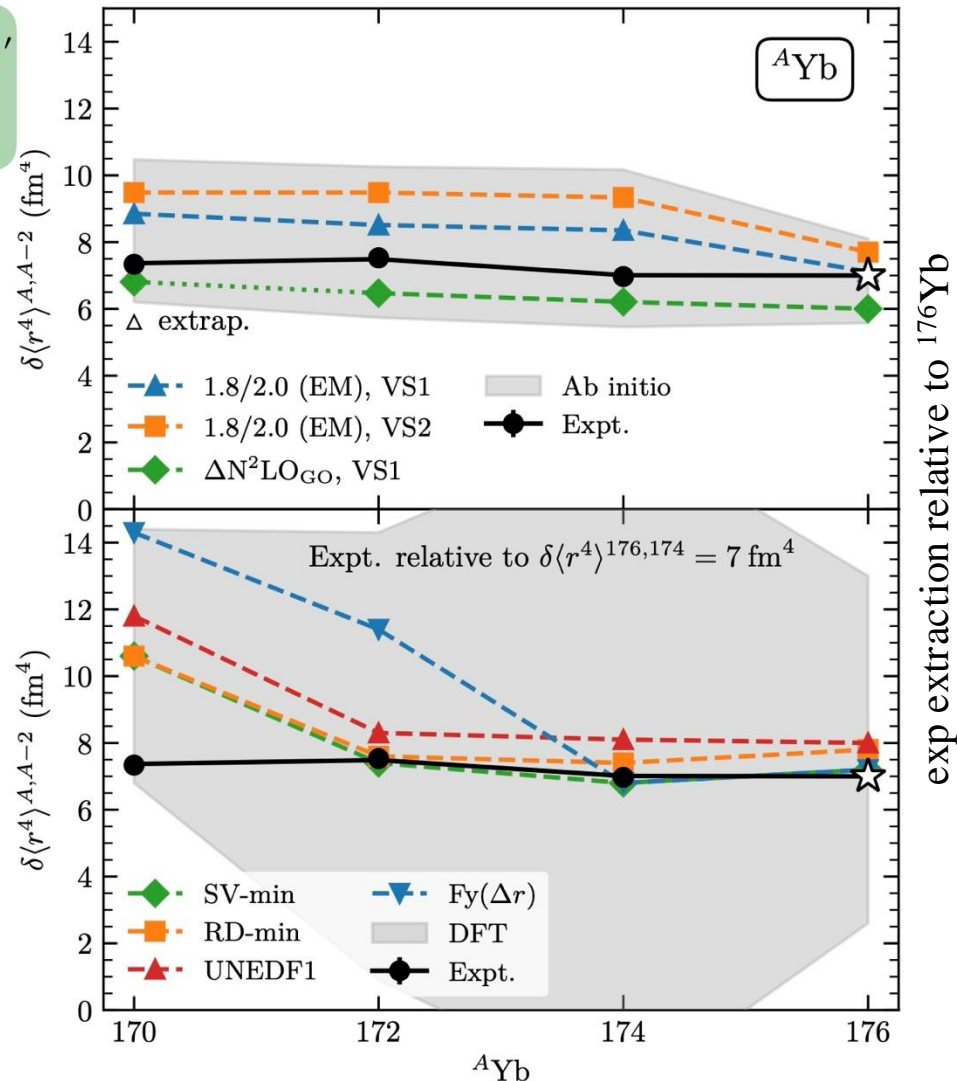 ′
14
12
10
8
6
4
2
0
δ⟨r⁴⟩ᴬ,ᴬ⁻² (fm⁴)
ᴬYb
Δ extrap.
1.8/2.0 (EM), VS1
1.8/2.0 (EM), VS2
ΔN²LO_GO, VS1
Ab initio
Expt.
14
12
10
8
6
4
2
0
δ⟨r⁴⟩ᴬ,ᴬ⁻² (fm⁴)
Expt. relative to δ⟨r⁴⟩¹⁷⁶,¹⁷⁴ = 7 fm⁴
SV-min
RD-min
UNEDF1
Fy(Δr)
DFT
Expt.
170 172 174 176
ᴬYb
exp extraction relative to ¹⁷⁶Yb